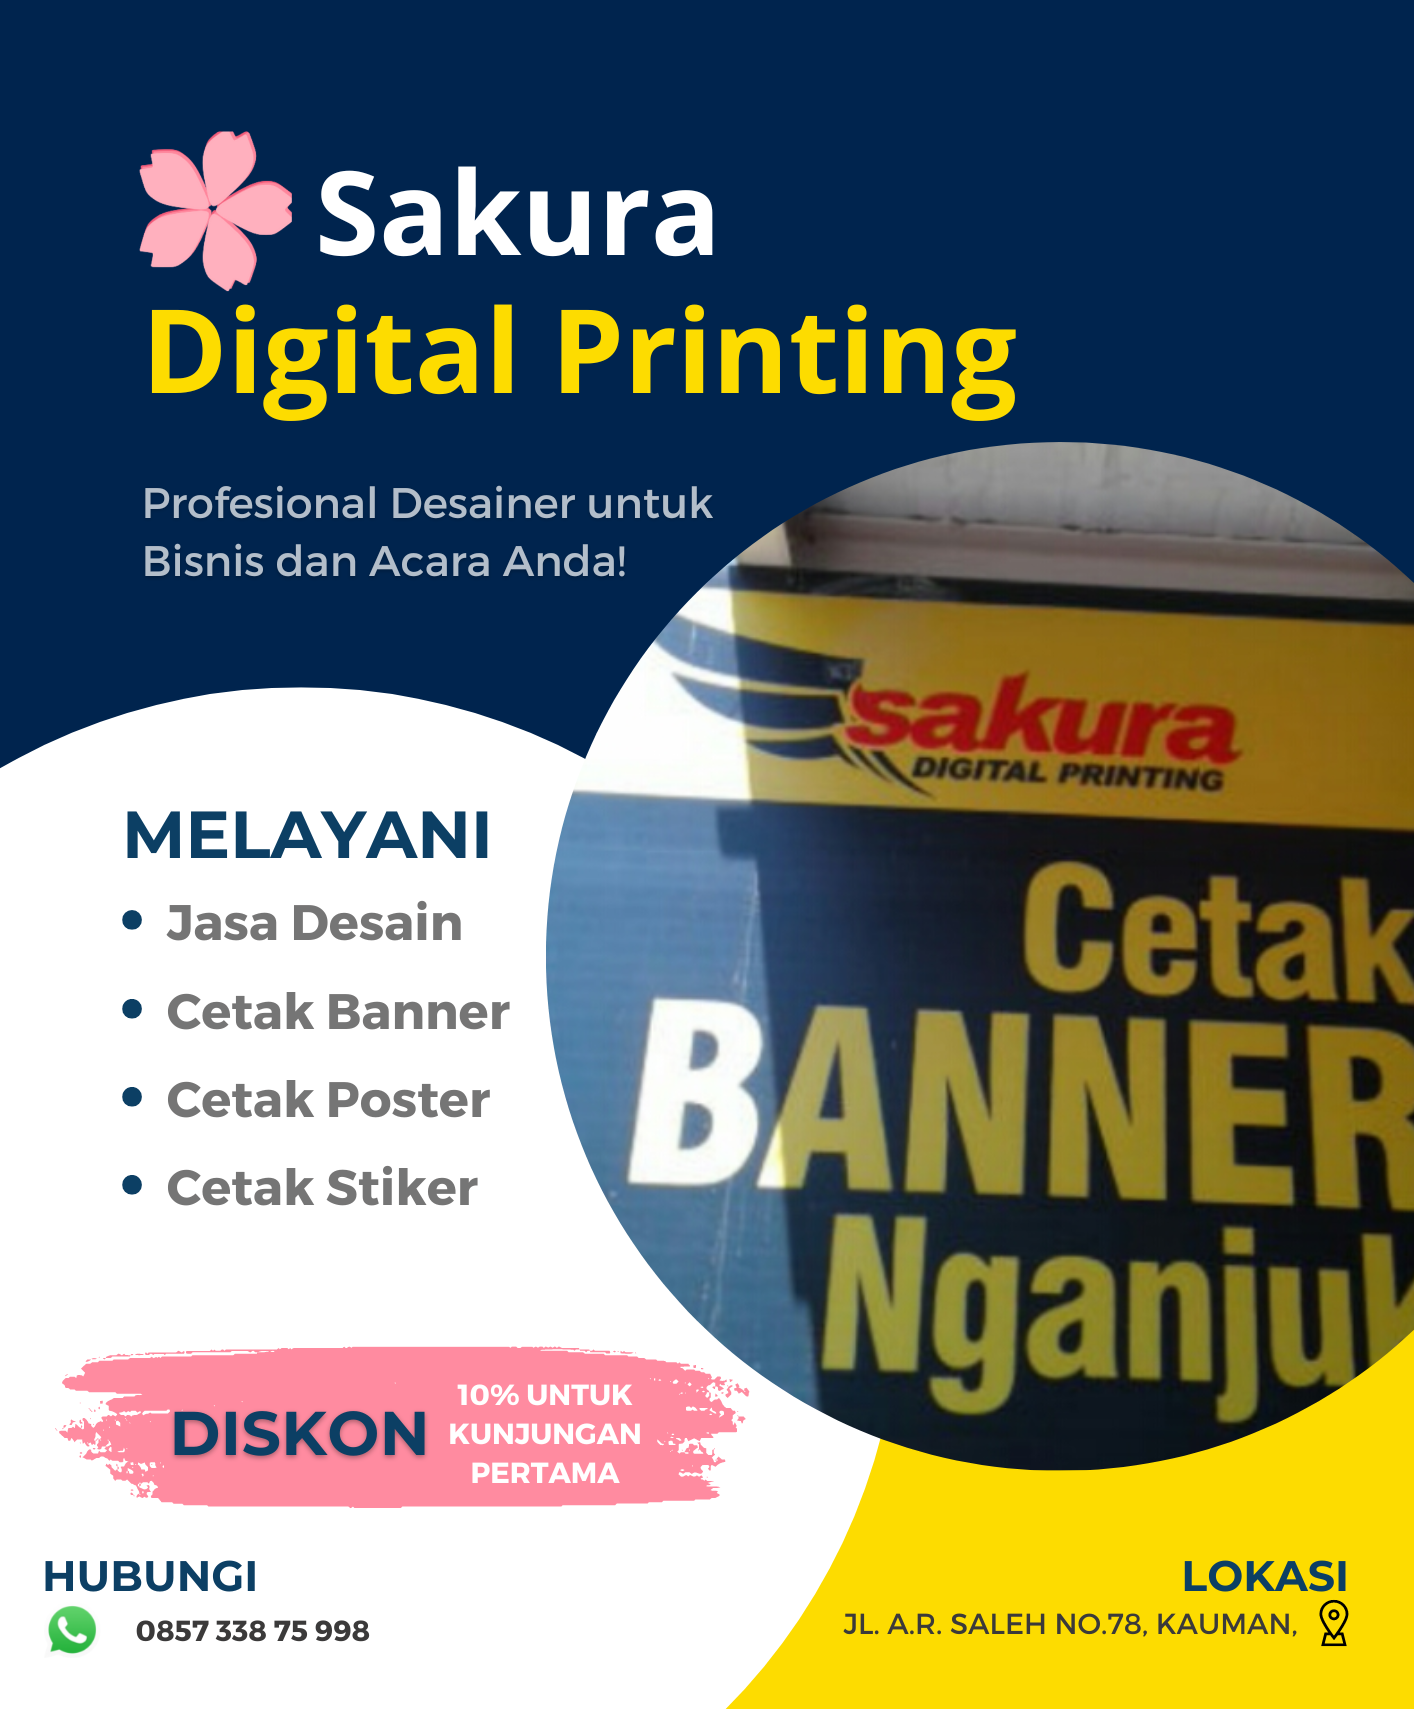 Sakura
Digital Printing
Profesional Desainer untuk
Bisnis dan Acara Anda!
sakura
DIGITAL PRINTING
Cetak
BANNER
Nganjuk
MELAYANI
Jasa Desain
Cetak Banner
Cetak Poster
Cetak Stiker
DISKON
10% UNTUK
KUNJUNGAN
PERTAMA
HUBUNGI
0857 338 75 998
LOKASI
JL. A.R. SALEH NO.78, KAUMAN,